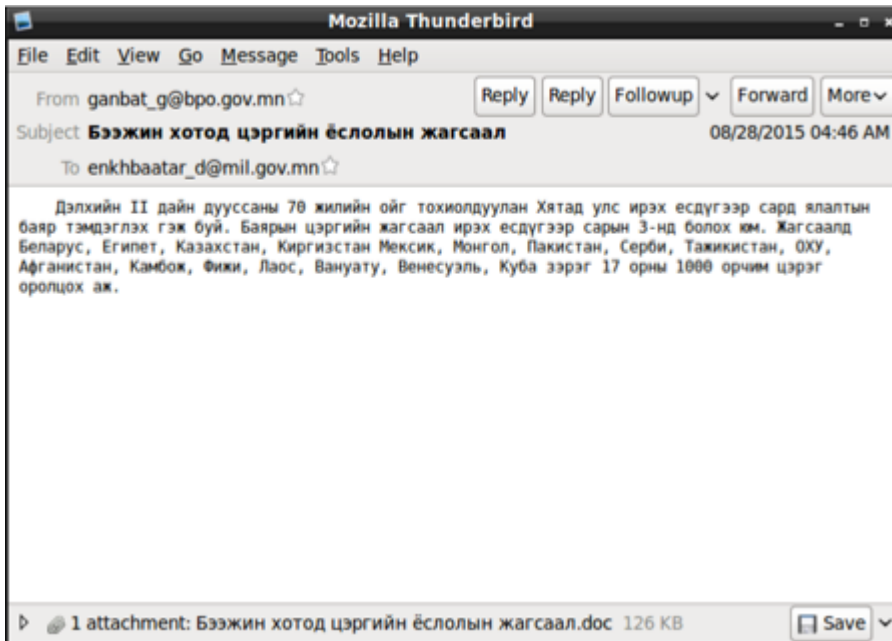 Mozilla Thunderbird
File Edit View Go Message Tools Help
From ganbat_g@bpo.gov.mn Reply Reply Followup Forward More
Subject Бээжин хотод цэргийн ёслолын жагсаал 08/28/2015 04:46 AM
To enkhbaatar_d@mil.gov.mn
Дэлхийн II дайн дууссаны 70 жилийн ойг тохиолдуулан Хятад улс ирэх есдүгээр сард ялалтын
баяр тэмдэглэх гэж буй. Баярын цэргийн жагсаал ирэх есдүгээр сарын 3-нд болох юм. Жагсаалд
Беларус, Египет, Казахстан, Киргизстан Мексик, Монгол, Пакистан, Серби, Тажикистан, ОХУ,
Афганистан, Камбож, Фижи, Лаос, Вануату, Венесуэль, Куба зэрэг 17 орны 1000 орчим цэрэг
оролцох аж.
1 attachment: Бээжин хотод цэргийн ёслолын жагсаал.doc 126 KB Save